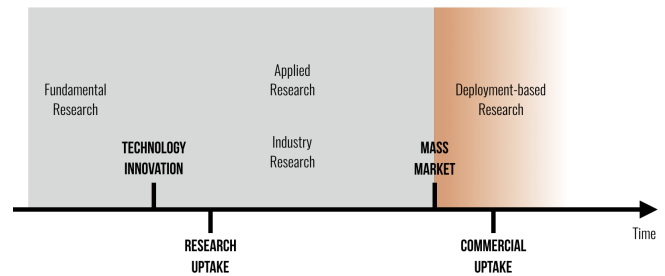 Fundamental
Research
Applied
Research
Industry
Research
Deployment-based
Research
TECHNOLOGY
INNOVATION
MASS
MARKET
RESEARCH
UPTAKE
COMMERCIAL
UPTAKE
Time